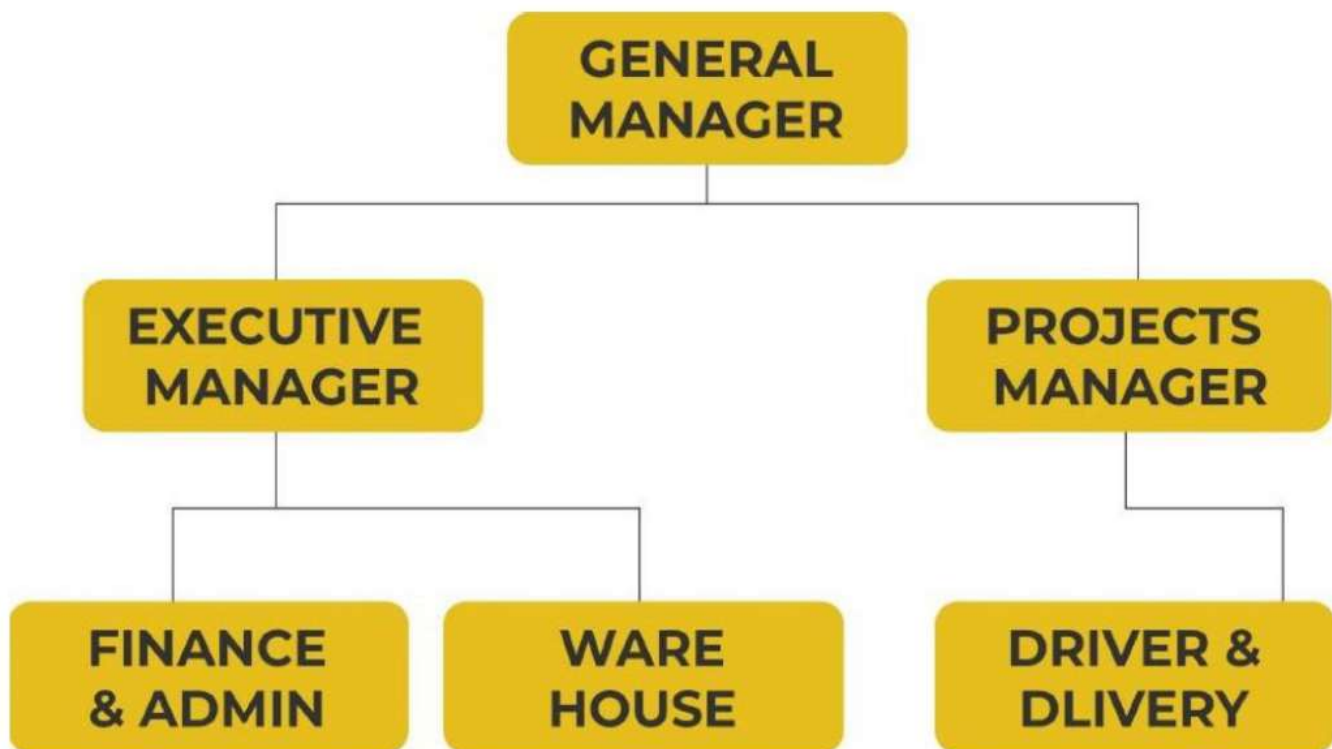 GENERAL
MANAGER
EXECUTIVE
MANAGER
PROJECTS
MANAGER
FINANCE
& ADMIN
WARE
HOUSE
DRIVER &
DLIVERY